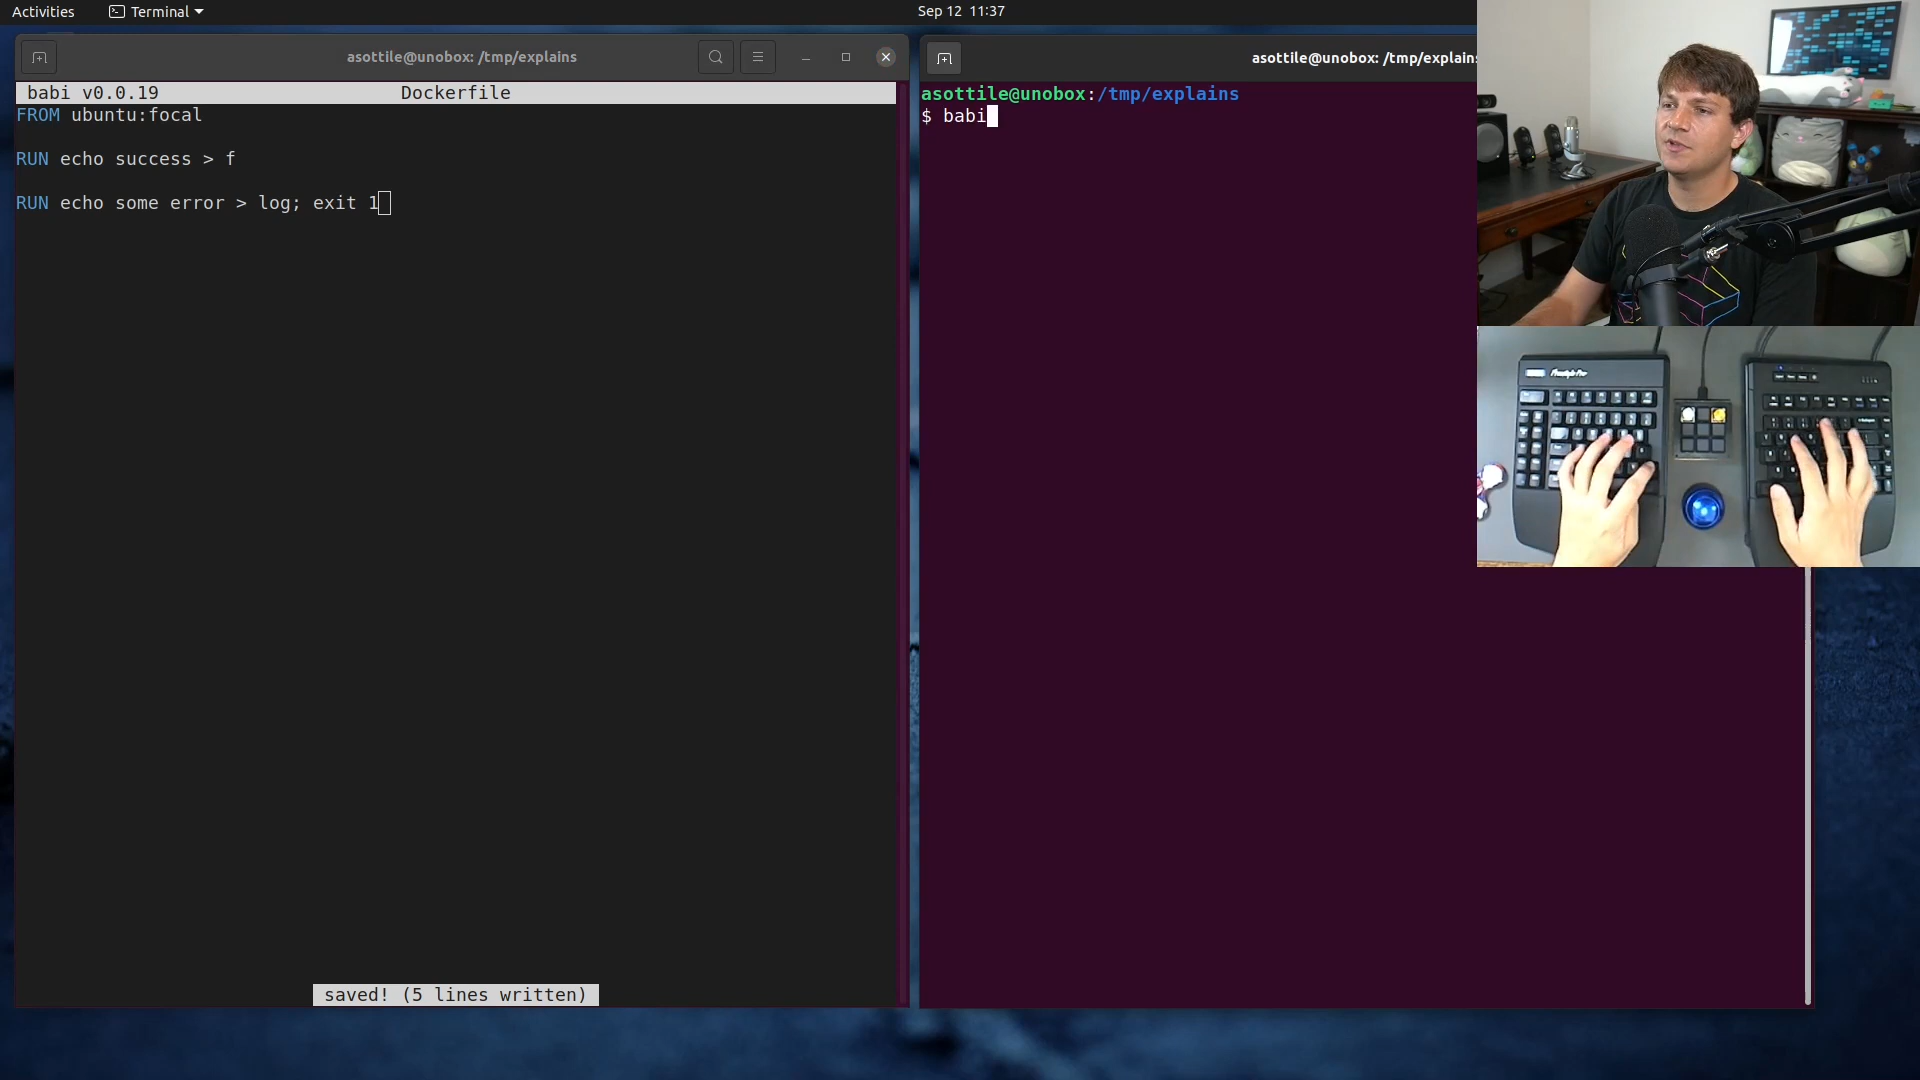 Activities
Terminal
Sep 12 11:37
asottile@unobox: /tmp/explains
babi v0.0.19 Dockerfile
FROM ubuntu:focal
RUN echo success > f
RUN echo some error > log; exit 1
saved! (5 lines written)
asottile@unobox: /tmp/explains
asottile@unobox:/tmp/explains
$ babi